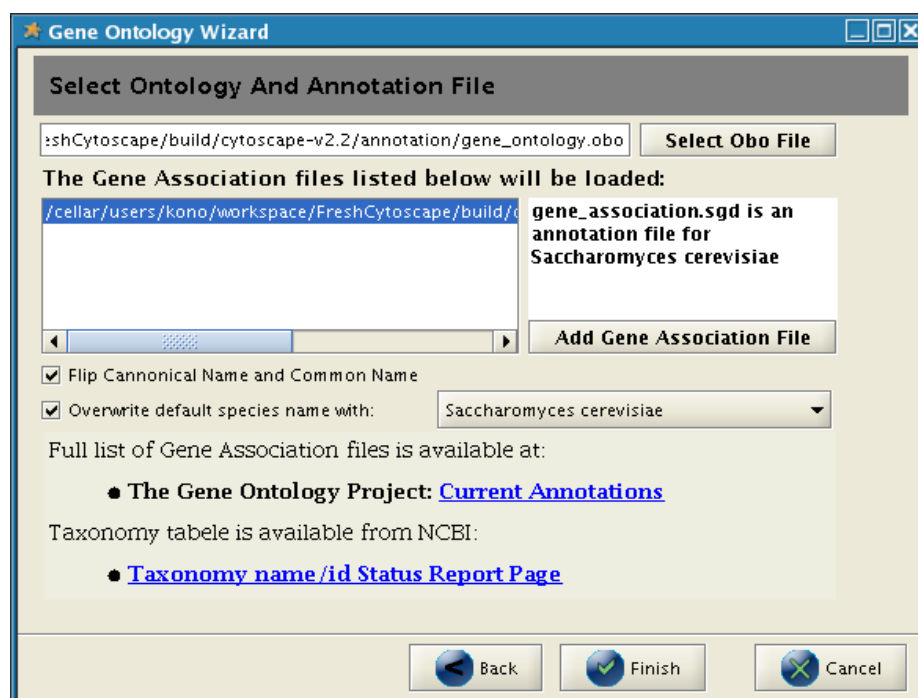 Gene Ontology Wizard
Select Ontology And Annotation File
shCytoscape/build/cytoscape-v2.2/annotation/gene_ontology.obo
Select Obo File
The Gene Association files listed below will be loaded:
/cellar/users/kono/workspace/FreshCytoscape/build/
gene_association.sgd is an
annotation file for
Saccharomyces cerevisiae
Add Gene Association File
Flip Cannonical Name and Common Name
Overwrite default species name with:
Saccharomyces cerevisiae
Full list of Gene Association files is available at:
The Gene Ontology Project: Current Annotations
Taxonomy tabele is available from NCBI:
Taxonomy name/id Status Report Page
Back
Finish
Cancel